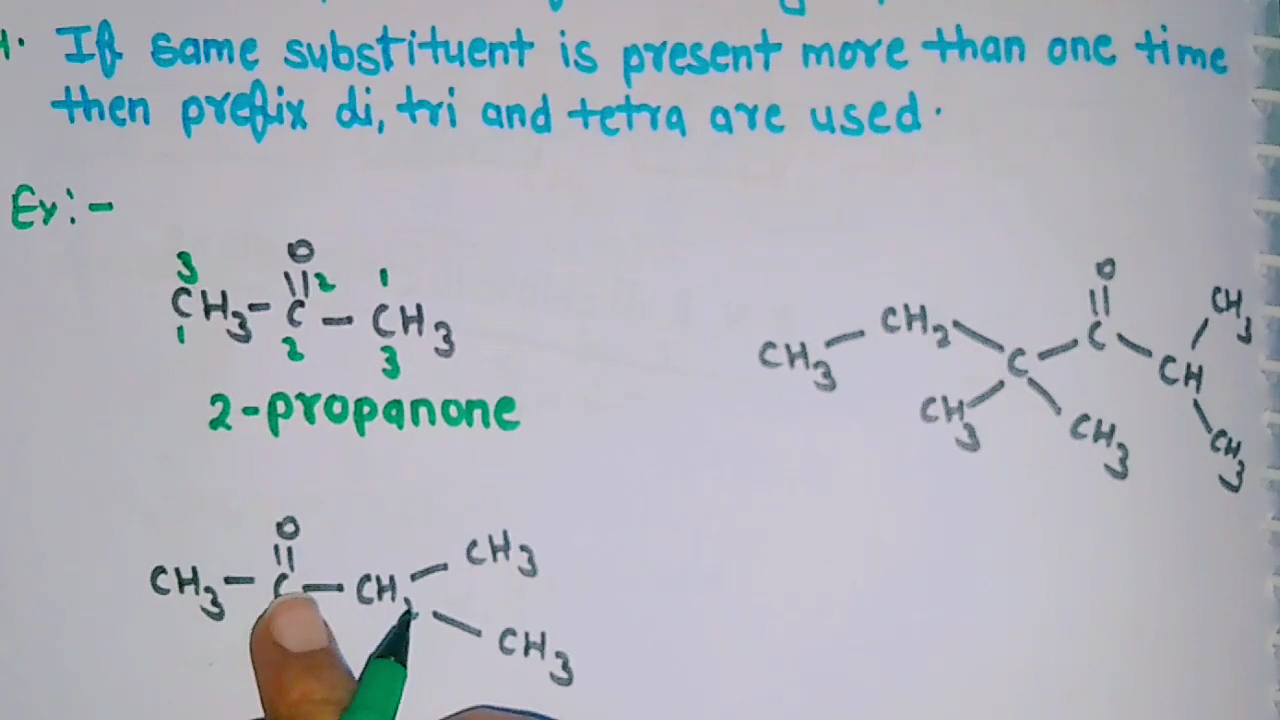 4. If same substituent is present more than one time
then prefix di, tri and tetra are used.
Ex:-
3 O 1
|| 2
CH3 - C - CH3
1 2 3
2-propanone
O
||
CH3 - CH2 - C - C - CH - CH3
CH3 CH3 CH3
O
||
CH3 - C - CH - CH3
CH3